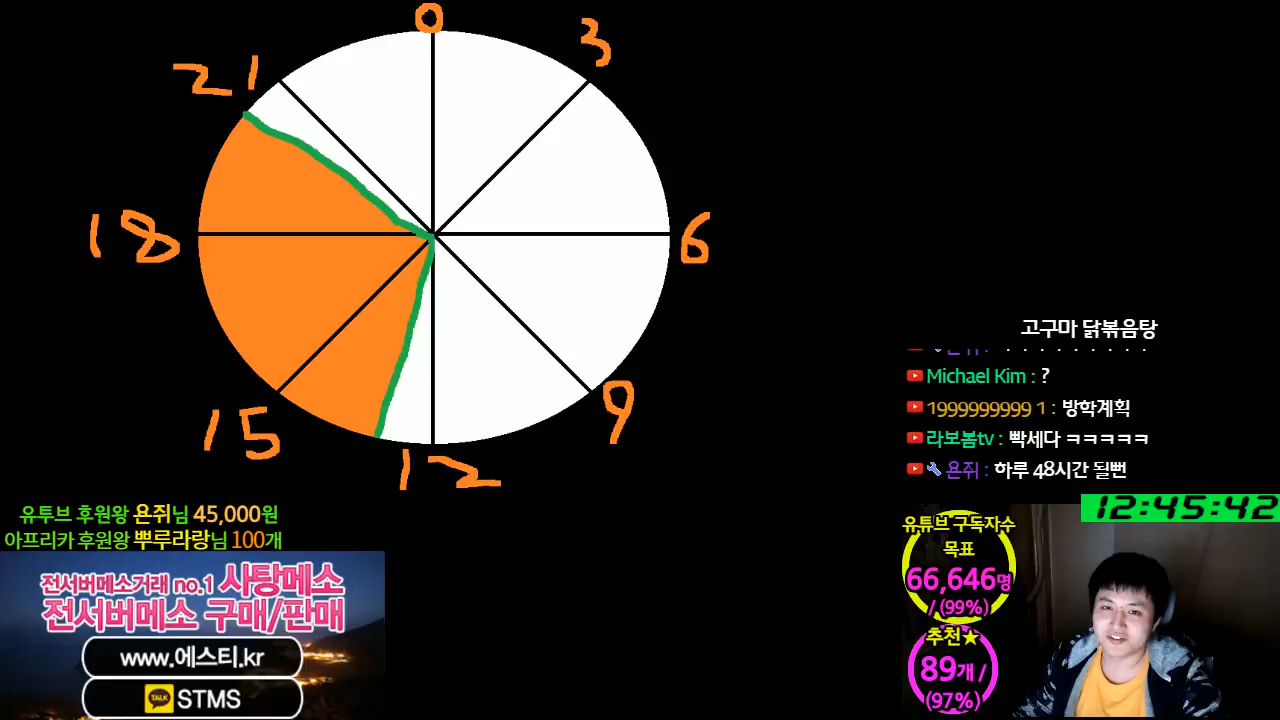 0
3
21
18
6
15
9
12
고구마 닭볶음탕
Michael Kim : ?
1999999999 1 : 방학계획
라보봄tv : 빡세다 ㅋㅋㅋㅋㅋ
욘쥐 : 하루 48시간 될뻔
12:45:42
유투브 후원왕 욘쥐님 45,000원
아프리카 후원왕 뿌루라랑님 100개
유튜브 구독자수
목표
66,646명
/ (99%)
추천★
89개 /
(97%)
전서버메소거래 no.1 사탕메소
전서버메소 구매/판매
www.에스티.kr
TALK STMS